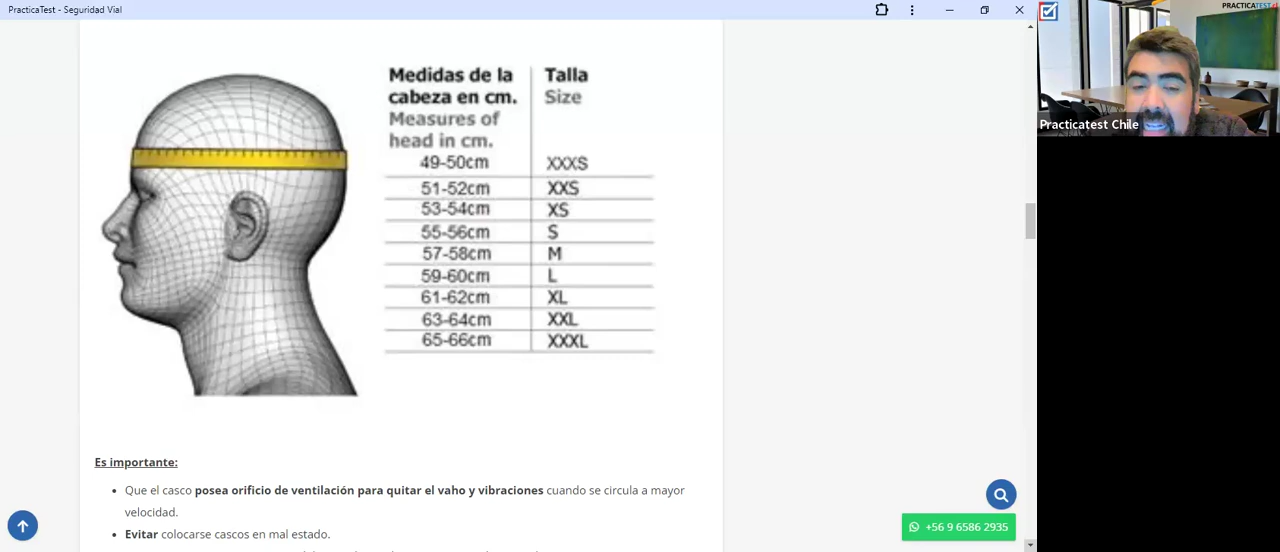 PracticaTest - Seguridad Vial
PRACTICATEST
Practicatest Chile
Medidas de la cabeza en cm.
Measures of head in cm.
Talla
Size
49-50cm XXXS
51-52cm XXS
53-54cm XS
55-56cm S
57-58cm M
59-60cm L
61-62cm XL
63-64cm XXL
65-66cm XXXL
Es importante:
Que el casco posea orificio de ventilación para quitar el vaho y vibraciones cuando se circula a mayor
velocidad.
Evitar colocarse cascos en mal estado.
+56 9 6586 2935